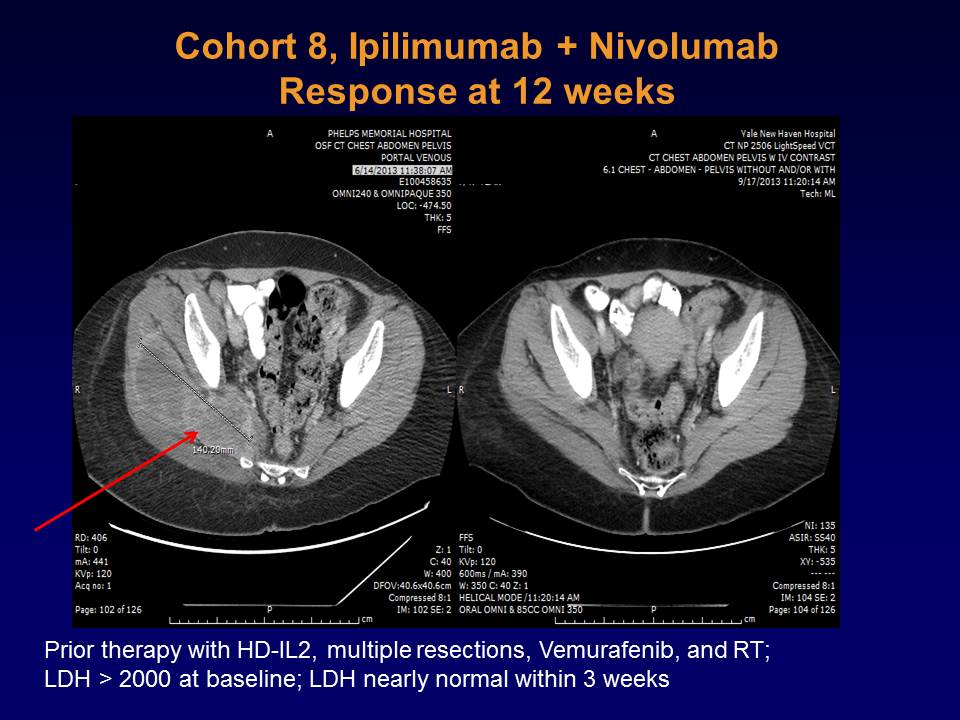 Cohort 8, Ipilimumab + Nivolumab
Response at 12 weeks
A
PHELPS MEMORIAL HOSPITAL
OSF CT CHEST ABDOMEN PELVIS
PORTAL VENOUS
6/14/2013 11:38:07 AM
E100458635
OMNI240 & OMNIPAQUE 350
LOC: -474.50
THK: 5
FFS
R
L
140.20mm
RD: 406
Tilt: 0
mA: 441
KVp: 120
Acq no: 1
Page: 102 of 126
Z: 1
C: 40
W: 400
DFOV:40.6x40.6cm
Compressed 8:1
IM: 102 SE: 2
P
cm
A
Yale New Haven Hospital
CT NP 2506 LightSpeed VCT
CT CHEST ABDOMEN PELVIS W IV CONTRAST
6.1 CHEST - ABDOMEN - PELVIS WITHOUT AND/OR WITH
9/17/2013 11:20:14 AM
Tech: ML
R
L
FFS
Tilt: 0
KVp: 120
600ms / mA: 390
W: 350 C: 40 Z: 1
HELICAL MODE /11:20:14 AM
ORAL OMNI & 85CC OMNI 350
NI: 135
ASIR: SS40
THK: 5
XY: -535
--- ---
Compressed 8:1
IM: 104 SE: 2
Page: 104 of 126
P
cm
Prior therapy with HD-IL2, multiple resections, Vemurafenib, and RT;
LDH > 2000 at baseline; LDH nearly normal within 3 weeks